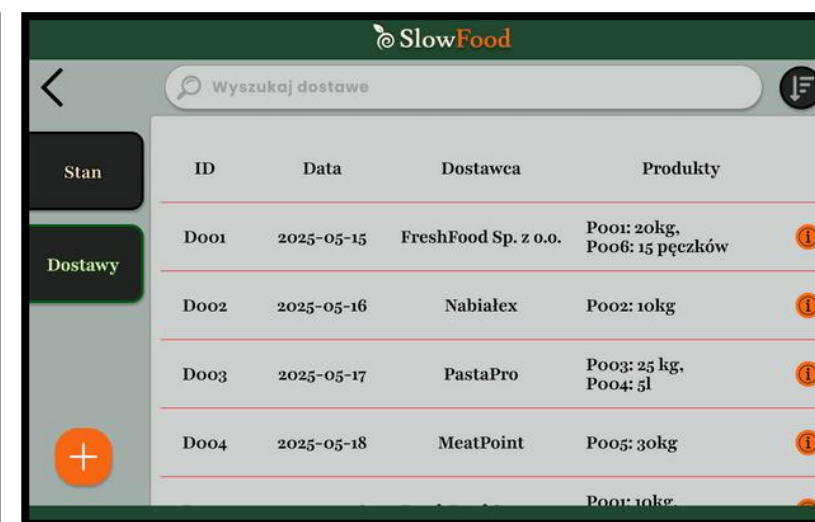 SlowFood
Wyszukaj dostawe
Stan
Dostawy
ID Data Dostawca Produkty
D001 2025-05-15 FreshFood Sp. z o.o. P001: 20kg,
P006: 15 pęczków
D002 2025-05-16 Nabiałex P002: 10kg
D003 2025-05-17 PastaPro P003: 25 kg,
P004: 5l
D004 2025-05-18 MeatPoint P005: 30kg
P001: 10kg,